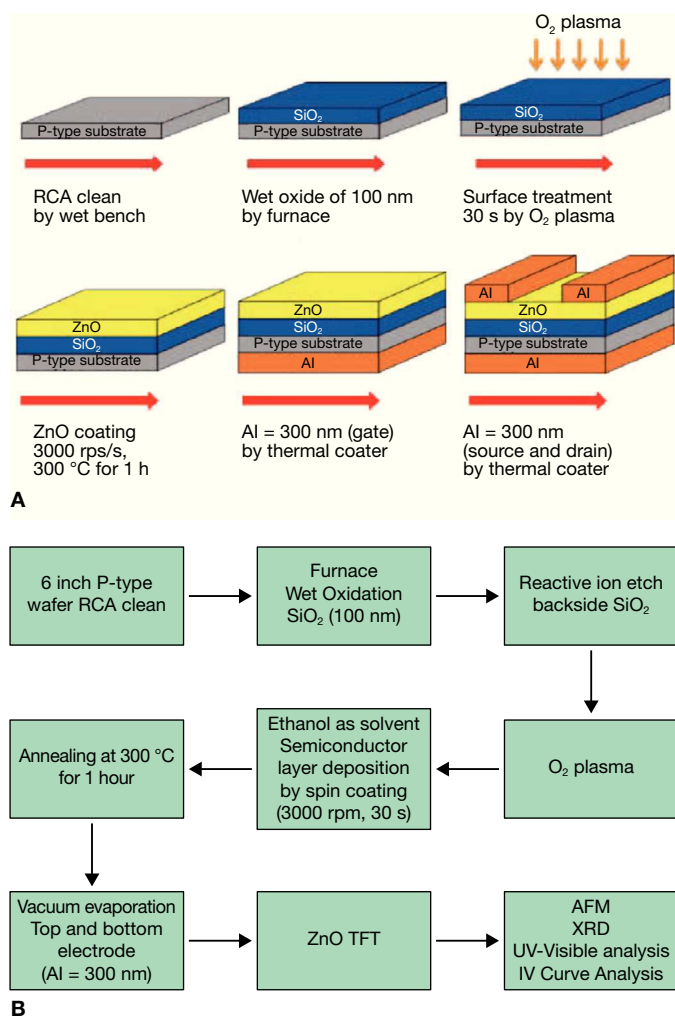 O₂ plasma
P-type substrate
SiO₂
P-type substrate
SiO₂
P-type substrate
RCA clean
by wet bench
Wet oxide of 100 nm
by furnace
Surface treatment
30 s by O₂ plasma
ZnO
SiO₂
P-type substrate
ZnO
SiO₂
P-type substrate
Al
Al
Al
ZnO
SiO₂
P-type substrate
Al
ZnO coating
3000 rps/s,
300 °C for 1 h
Al = 300 nm (gate)
by thermal coater
Al = 300 nm
(source and drain)
by thermal coater
A
6 inch P-type
wafer RCA clean
Furnace
Wet Oxidation
SiO₂ (100 nm)
Reactive ion etch
backside SiO₂
Annealing at 300 °C
for 1 hour
Ethanol as solvent
Semiconductor
layer deposition
by spin coating
(3000 rpm, 30 s)
O₂ plasma
Vacuum evaporation
Top and bottom
electrode
(Al = 300 nm)
ZnO TFT
AFM
XRD
UV-Visible analysis
IV Curve Analysis
B